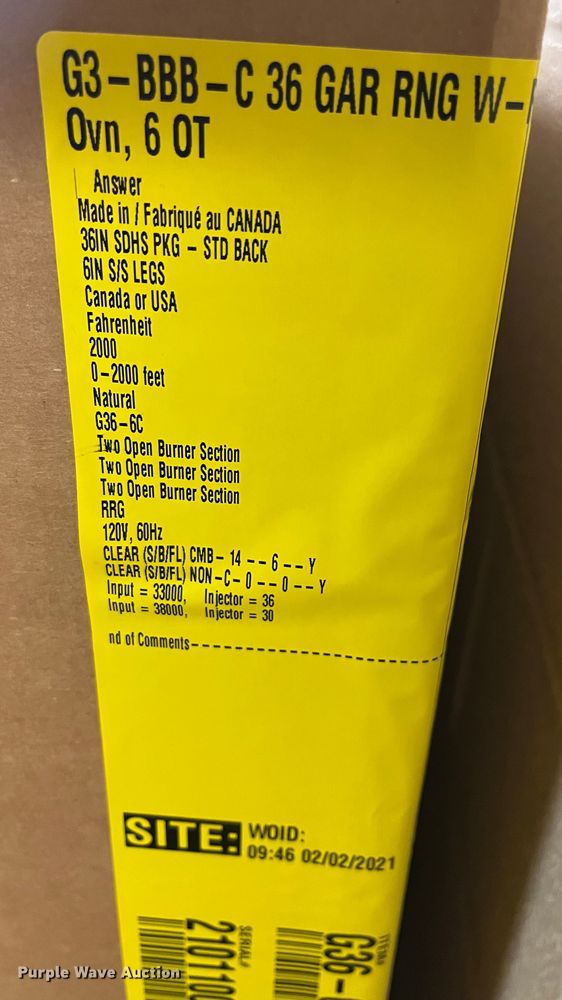 G3-BBB-C 36 GAR RNG W-
Ovn, 6 OT
Answer
Made in / Fabriqué au CANADA
36IN SDHS PKG - STD BACK
6IN S/S LEGS
Canada or USA
Fahrenheit
2000
0-2000 feet
Natural
G36-6C
Two Open Burner Section
Two Open Burner Section
Two Open Burner Section
RRG
120V, 60Hz
CLEAR (S/B/FL) CMB- 14 --6--Y
CLEAR (S/B/FL) NON-C-0--0--Y
Input = 33000, Injector = 36
Input = 38000, Injector = 30
nd of Comments--------------------------------
SITE: WOID:
09:46 02/02/2021
SERIAL#
ITEM#
G36-
Purple Wave Auction